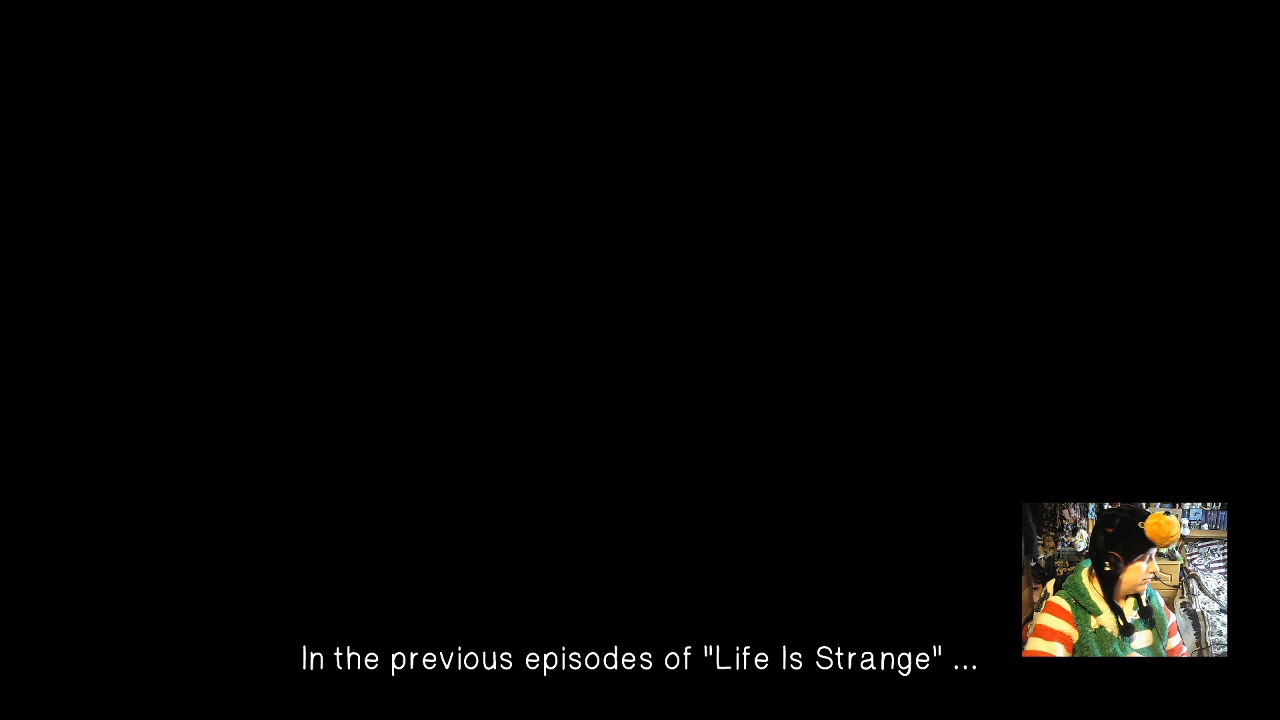 In the previous episodes of "Life Is Strange" ...